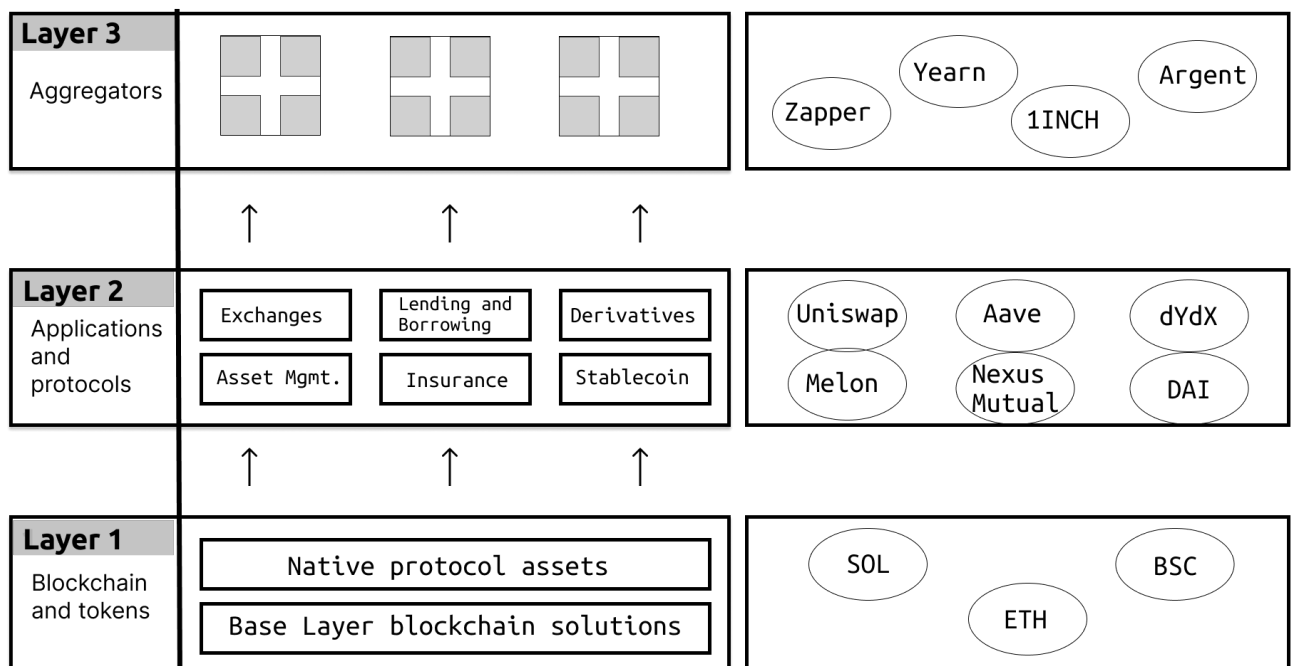 Layer 3
Aggregators
Zapper
Yearn
1INCH
Argent
Layer 2
Applications
and
protocols
Exchanges
Lending and
Borrowing
Derivatives
Asset Mgmt.
Insurance
Stablecoin
Uniswap
Aave
dYdX
Melon
Nexus
Mutual
DAI
Layer 1
Blockchain
and tokens
Native protocol assets
Base Layer blockchain solutions
SOL
ETH
BSC